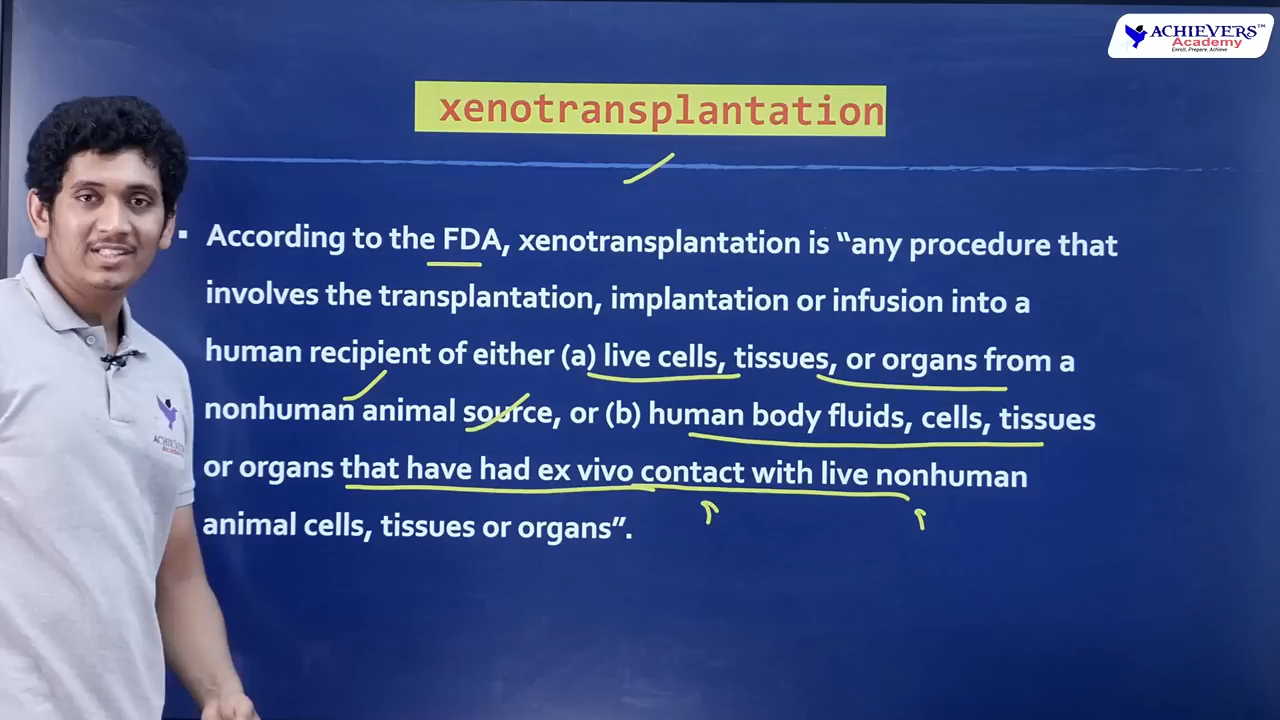 ACHIEVERS™
Academy
Enroll. Prepare. Achieve
xenotransplantation
▪ According to the FDA, xenotransplantation is “any procedure that
involves the transplantation, implantation or infusion into a
human recipient of either (a) live cells, tissues, or organs from a
nonhuman animal source, or (b) human body fluids, cells, tissues
or organs that have had ex vivo contact with live nonhuman
animal cells, tissues or organs”.
ACHIEVERS
Academy